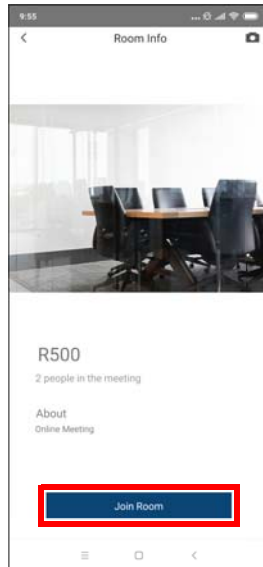 9:55
...
Room Info
R500
2 people in the meeting
About
Online Meeting
Join Room